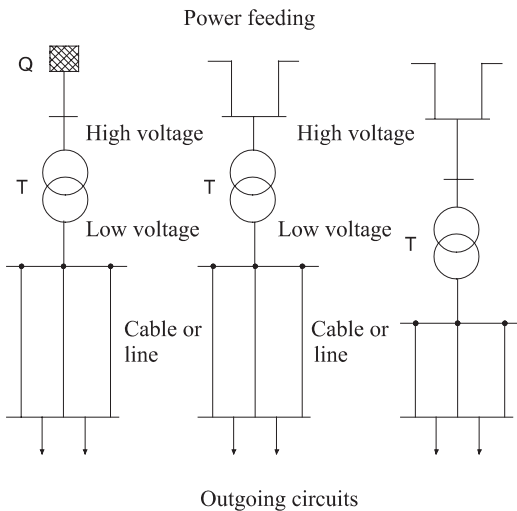 Power feeding
Q
High voltage
High voltage
T
T
Low voltage
Low voltage
T
Cable or
line
Cable or
line
Outgoing circuits